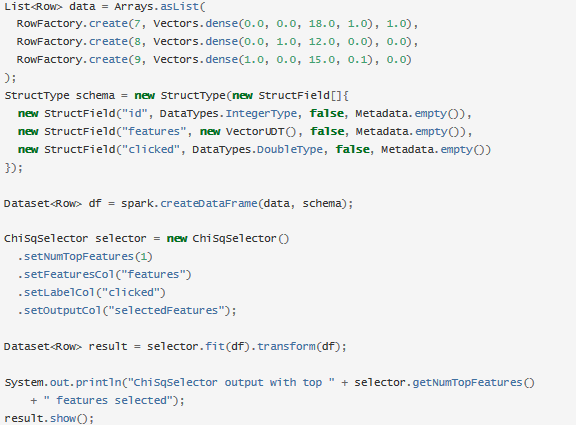 List<Row> data = Arrays.asList(
  RowFactory.create(7, Vectors.dense(0.0, 0.0, 18.0, 1.0), 1.0),
  RowFactory.create(8, Vectors.dense(0.0, 1.0, 12.0, 0.0), 0.0),
  RowFactory.create(9, Vectors.dense(1.0, 0.0, 15.0, 0.1), 0.0)
);
StructType schema = new StructType(new StructField[]{
  new StructField("id", DataTypes.IntegerType, false, Metadata.empty()),
  new StructField("features", new VectorUDT(), false, Metadata.empty()),
  new StructField("clicked", DataTypes.DoubleType, false, Metadata.empty())
});

Dataset<Row> df = spark.createDataFrame(data, schema);

ChiSqSelector selector = new ChiSqSelector()
  .setNumTopFeatures(1)
  .setFeaturesCol("features")
  .setLabelCol("clicked")
  .setOutputCol("selectedFeatures");

Dataset<Row> result = selector.fit(df).transform(df);

System.out.println("ChiSqSelector output with top " + selector.getNumTopFeatures()
    + " features selected");
result.show();